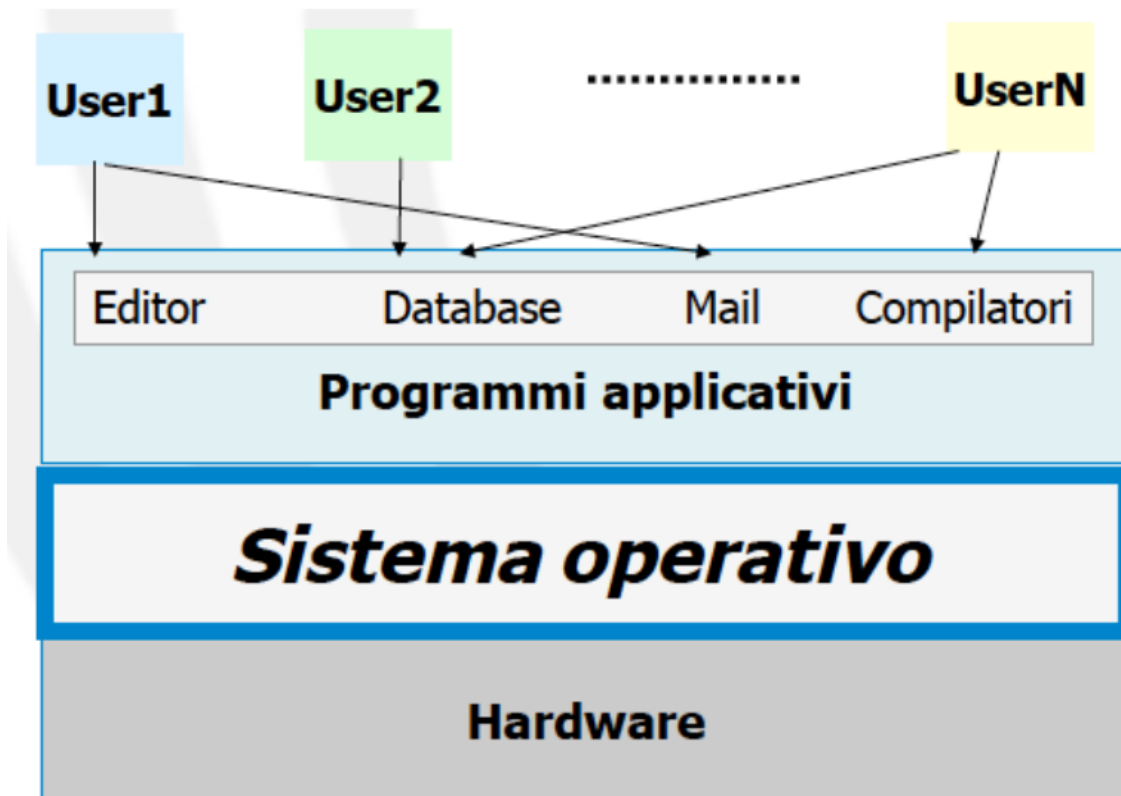 User1
User2
UserN
Editor Database Mail Compilatori
Programmi applicativi
Sistema operativo
Hardware